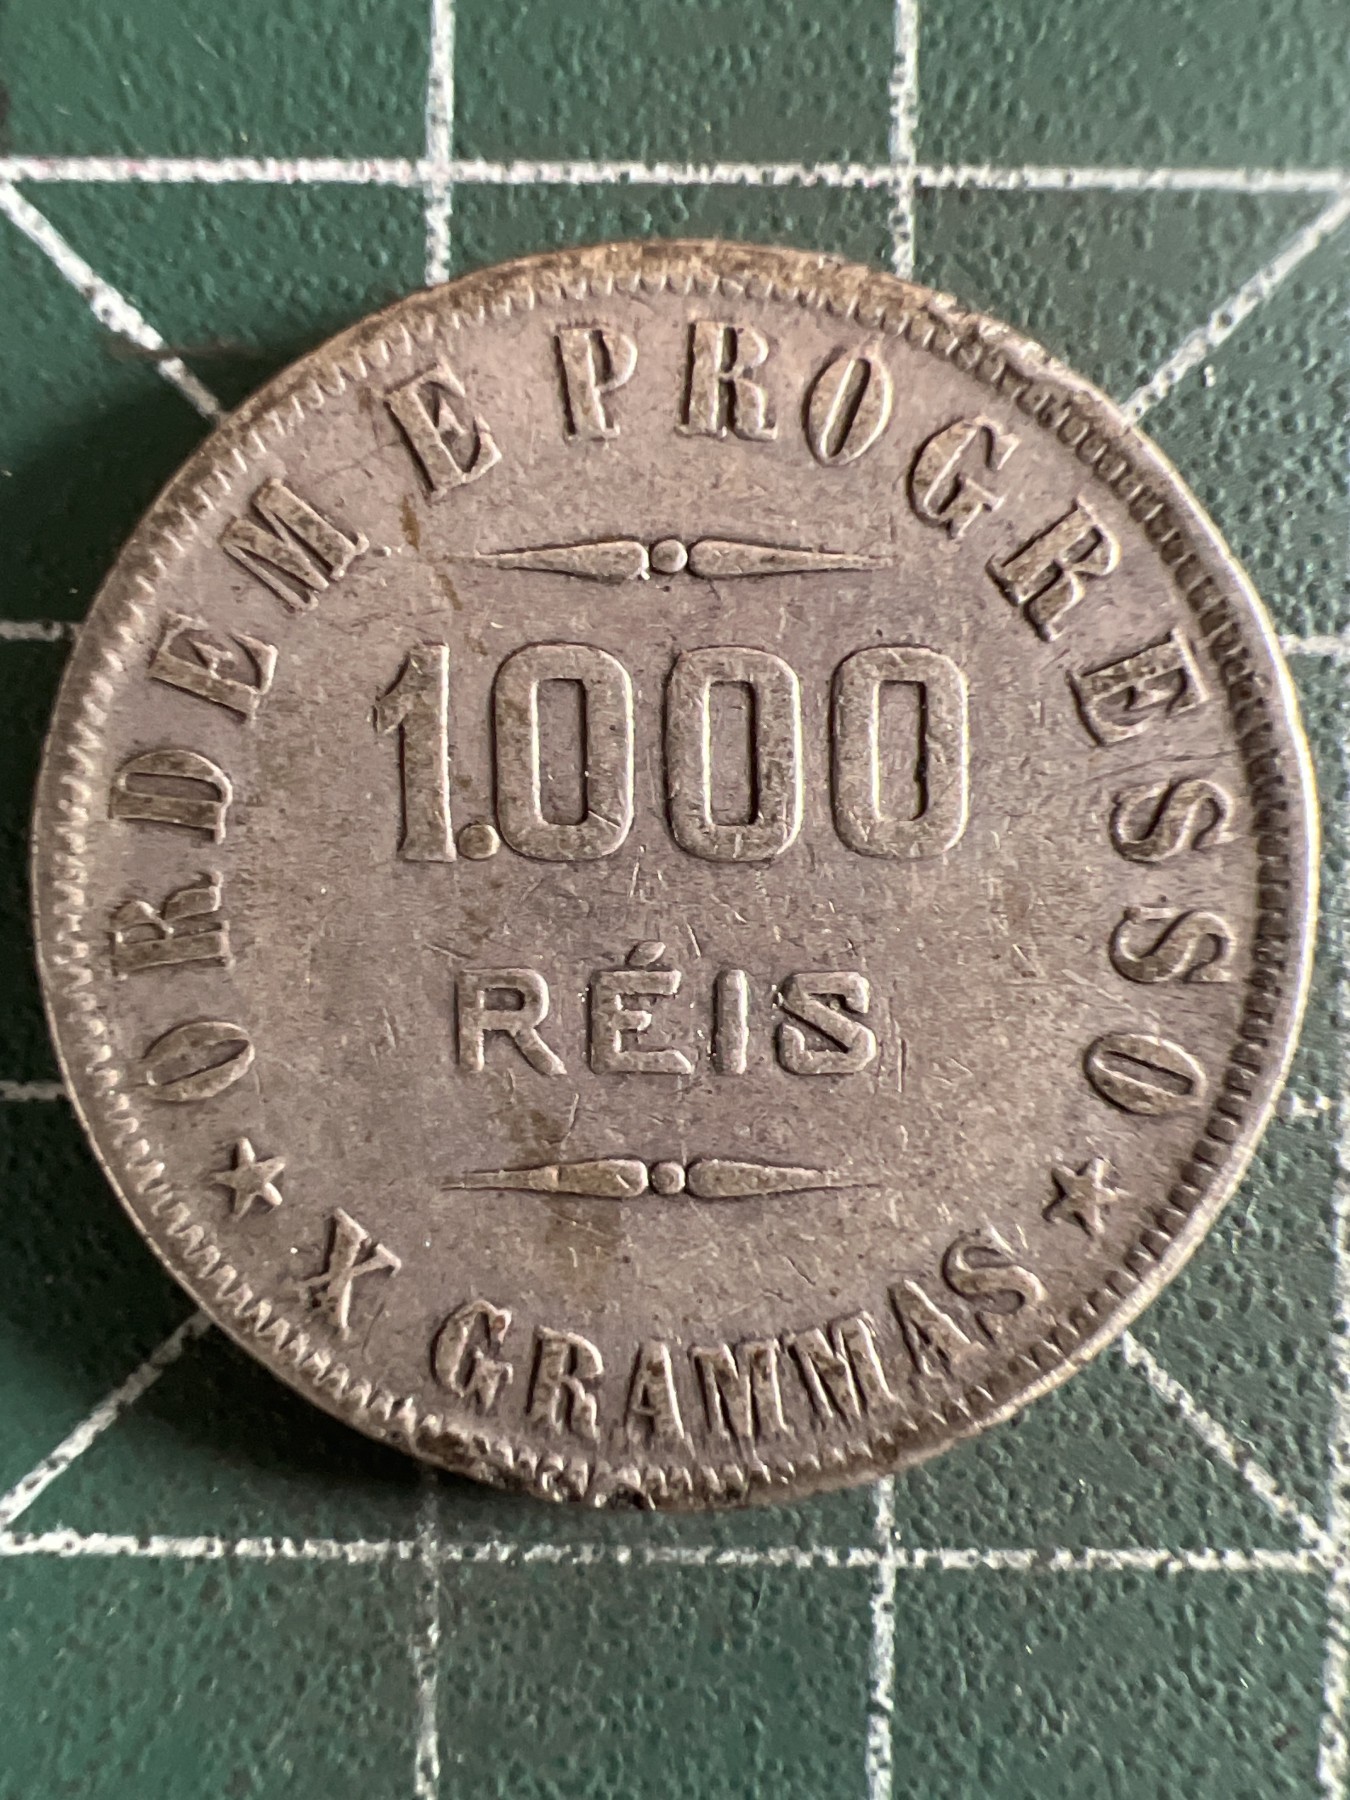 ORDEM E PROGRESSO
1.000
RÉIS
X GRAMMAS